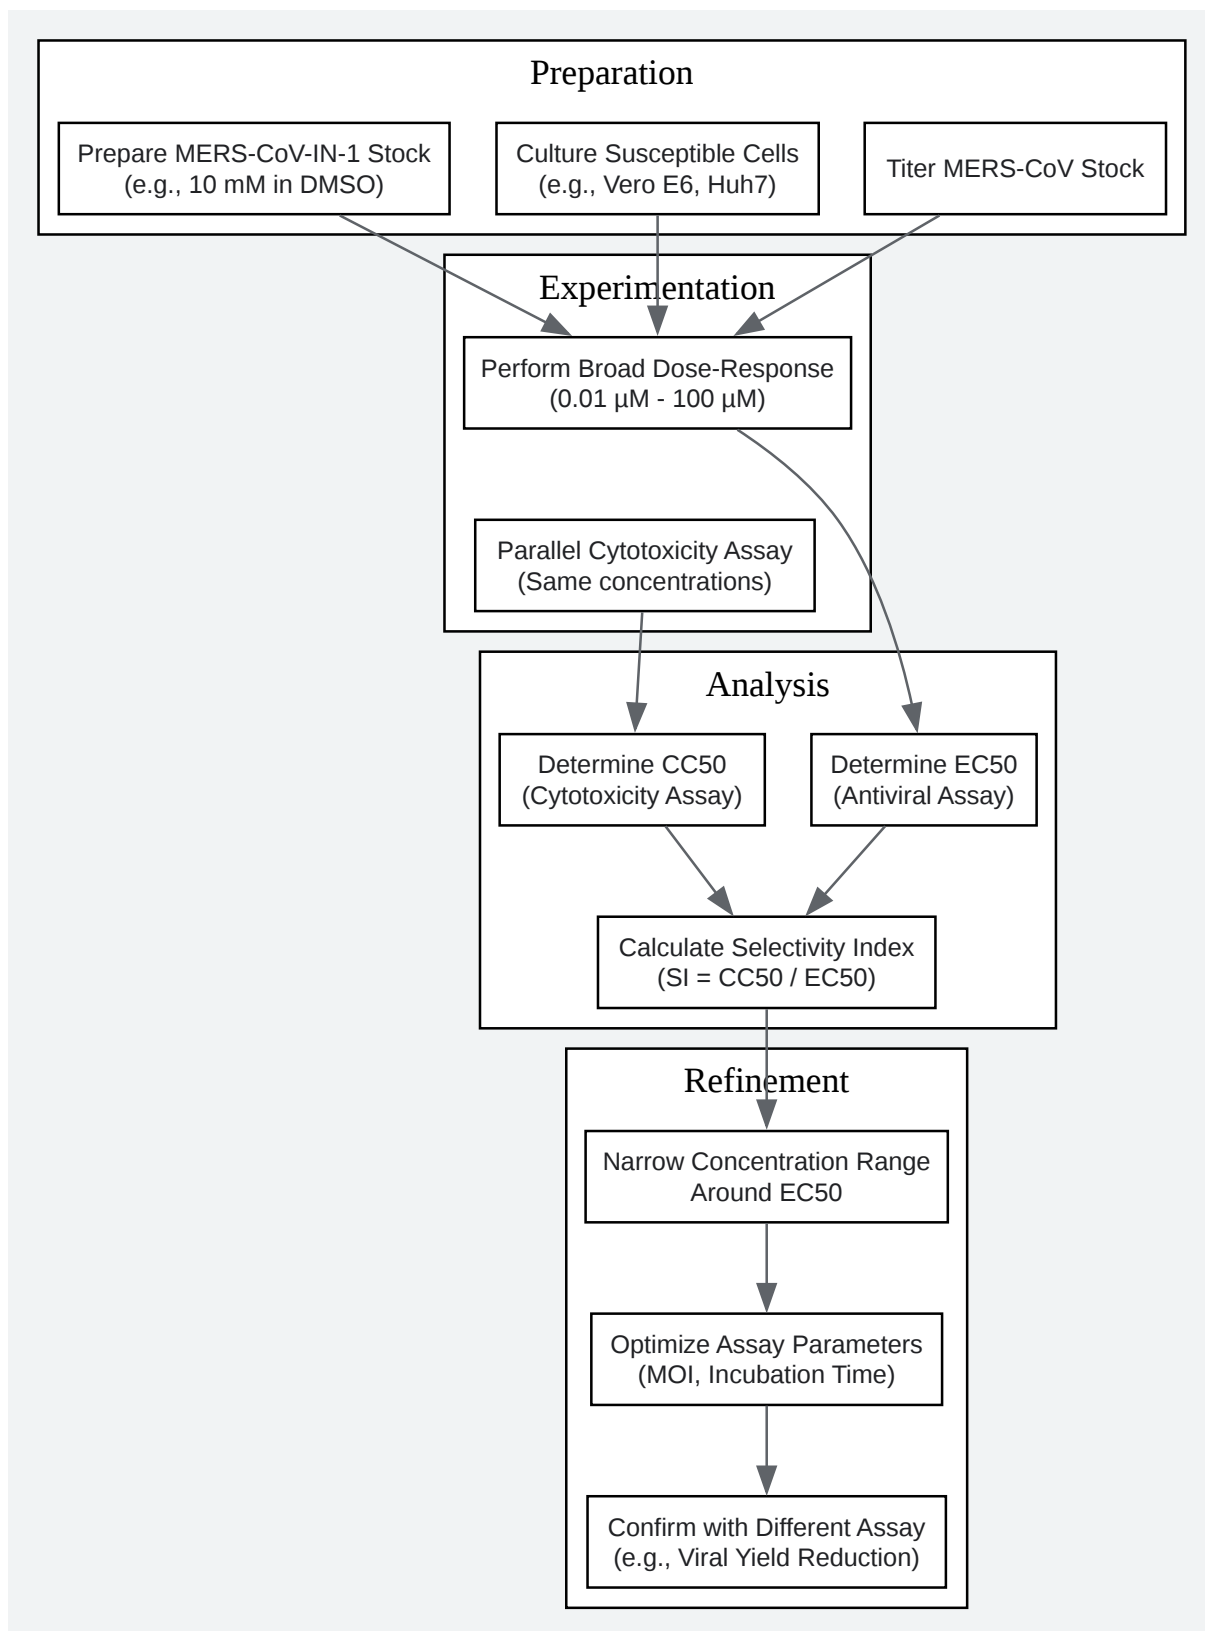 Preparation
Prepare MERS-CoV-IN-1 Stock
(e.g., 10 mM in DMSO)
Culture Susceptible Cells
(e.g., Vero E6, Huh7)
Titer MERS-CoV Stock
Experimentation
Perform Broad Dose-Response
(0.01 µM - 100 µM)
Parallel Cytotoxicity Assay
(Same concentrations)
Analysis
Determine CC50
(Cytotoxicity Assay)
Determine EC50
(Antiviral Assay)
Calculate Selectivity Index
(SI = CC50 / EC50)
Refinement
Narrow Concentration Range
Around EC50
Optimize Assay Parameters
(MOI, Incubation Time)
Confirm with Different Assay
(e.g., Viral Yield Reduction)